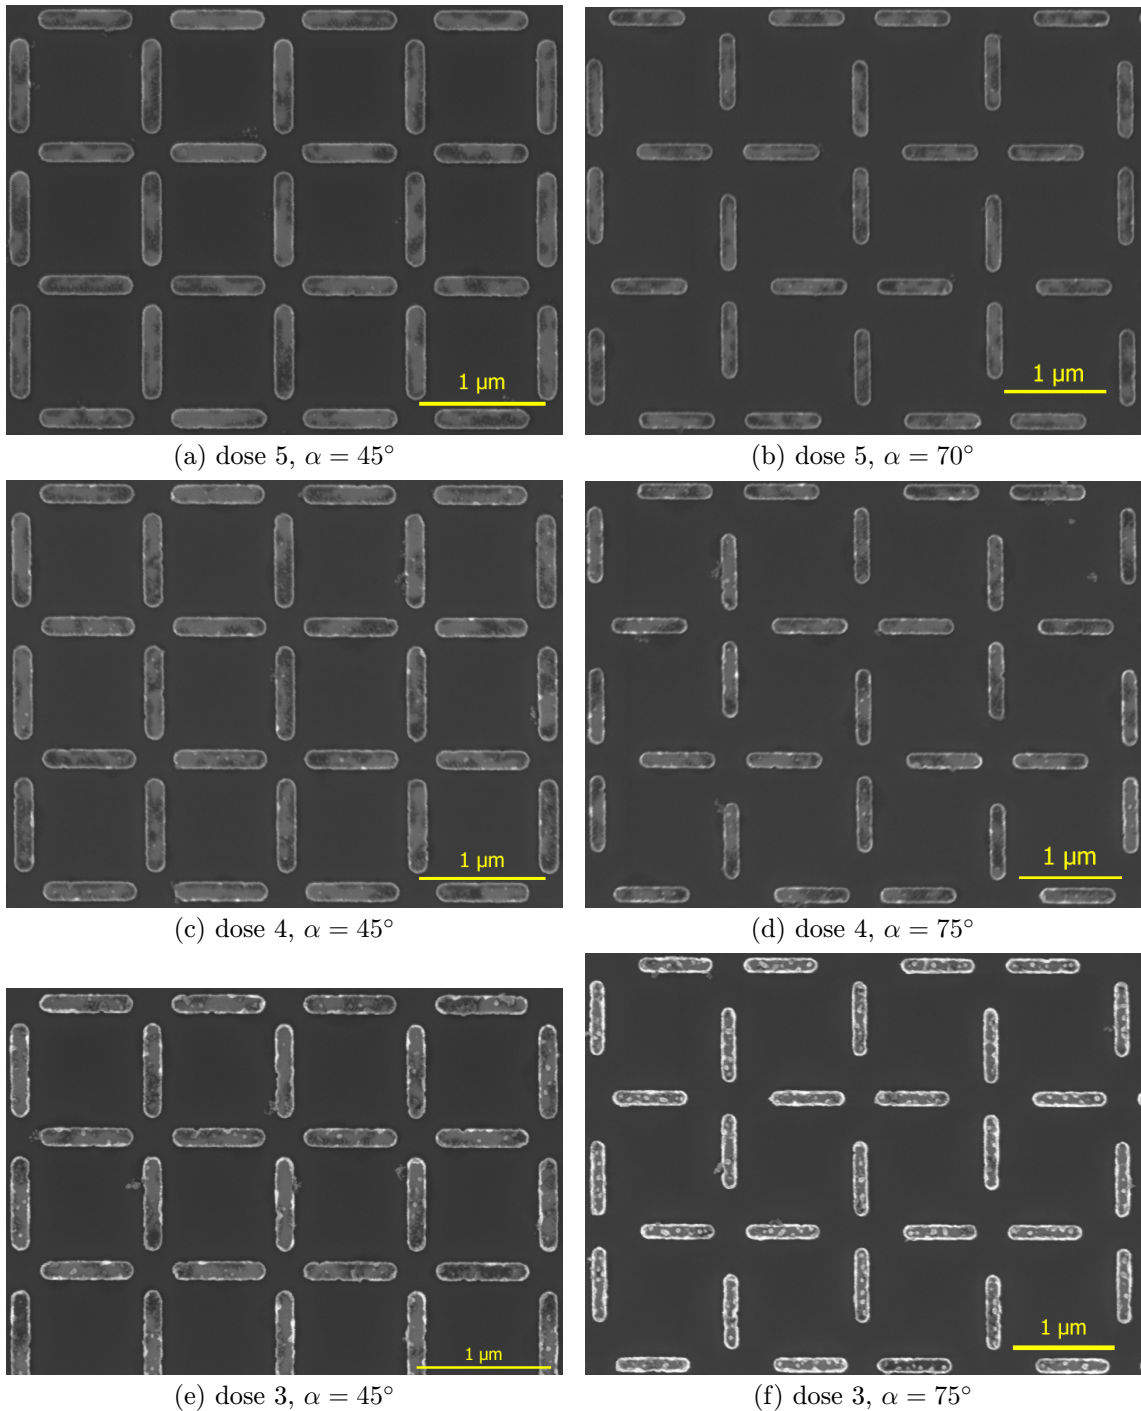 1 µm
1 µm
(a) dose 5, α = 45°
(b) dose 5, α = 70°
1 µm
1 µm
(c) dose 4, α = 45°
(d) dose 4, α = 75°
1 µm
1 µm
(e) dose 3, α = 45°
(f) dose 3, α = 75°